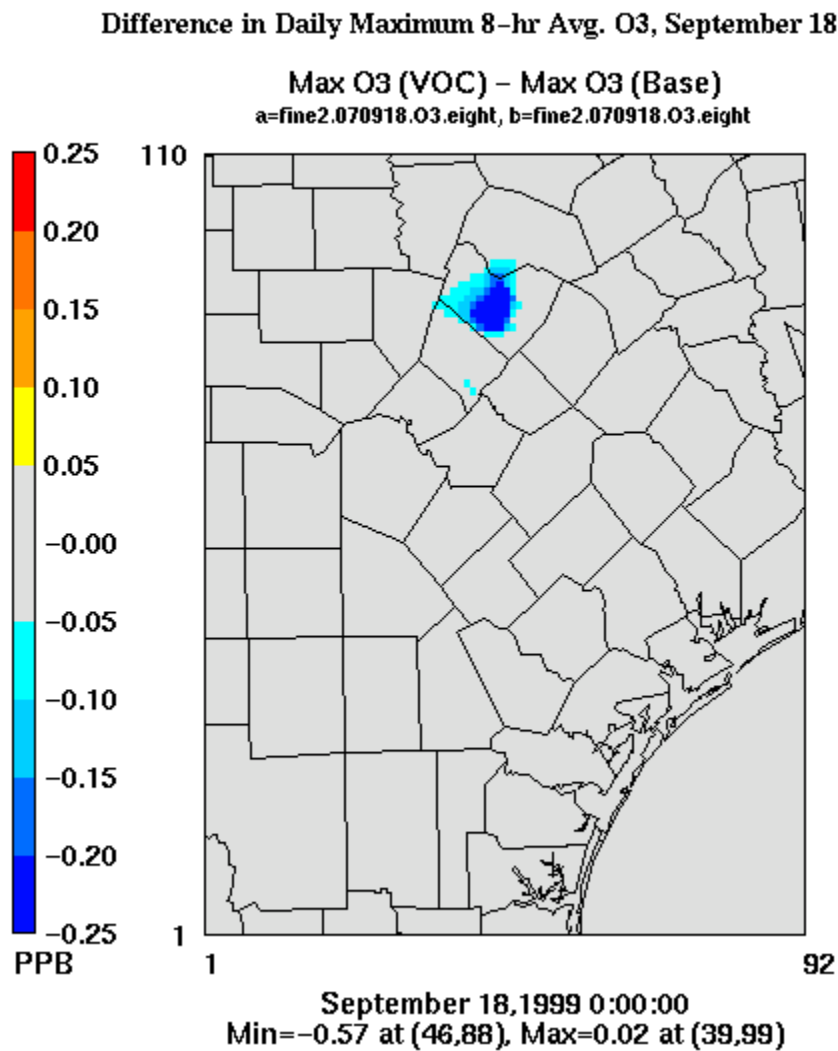 Difference in Daily Maximum 8-hr Avg. O3, September 18
Max O3 (VOC) – Max O3 (Base)
a=fine2.070918.O3.eight, b=fine2.070918.O3.eight
0.25
0.20
0.15
0.10
0.05
−0.00
−0.05
−0.10
−0.15
−0.20
−0.25
PPB
110
1
1
92
September 18,1999 0:00:00
Min=−0.57 at (46,88), Max=0.02 at (39,99)